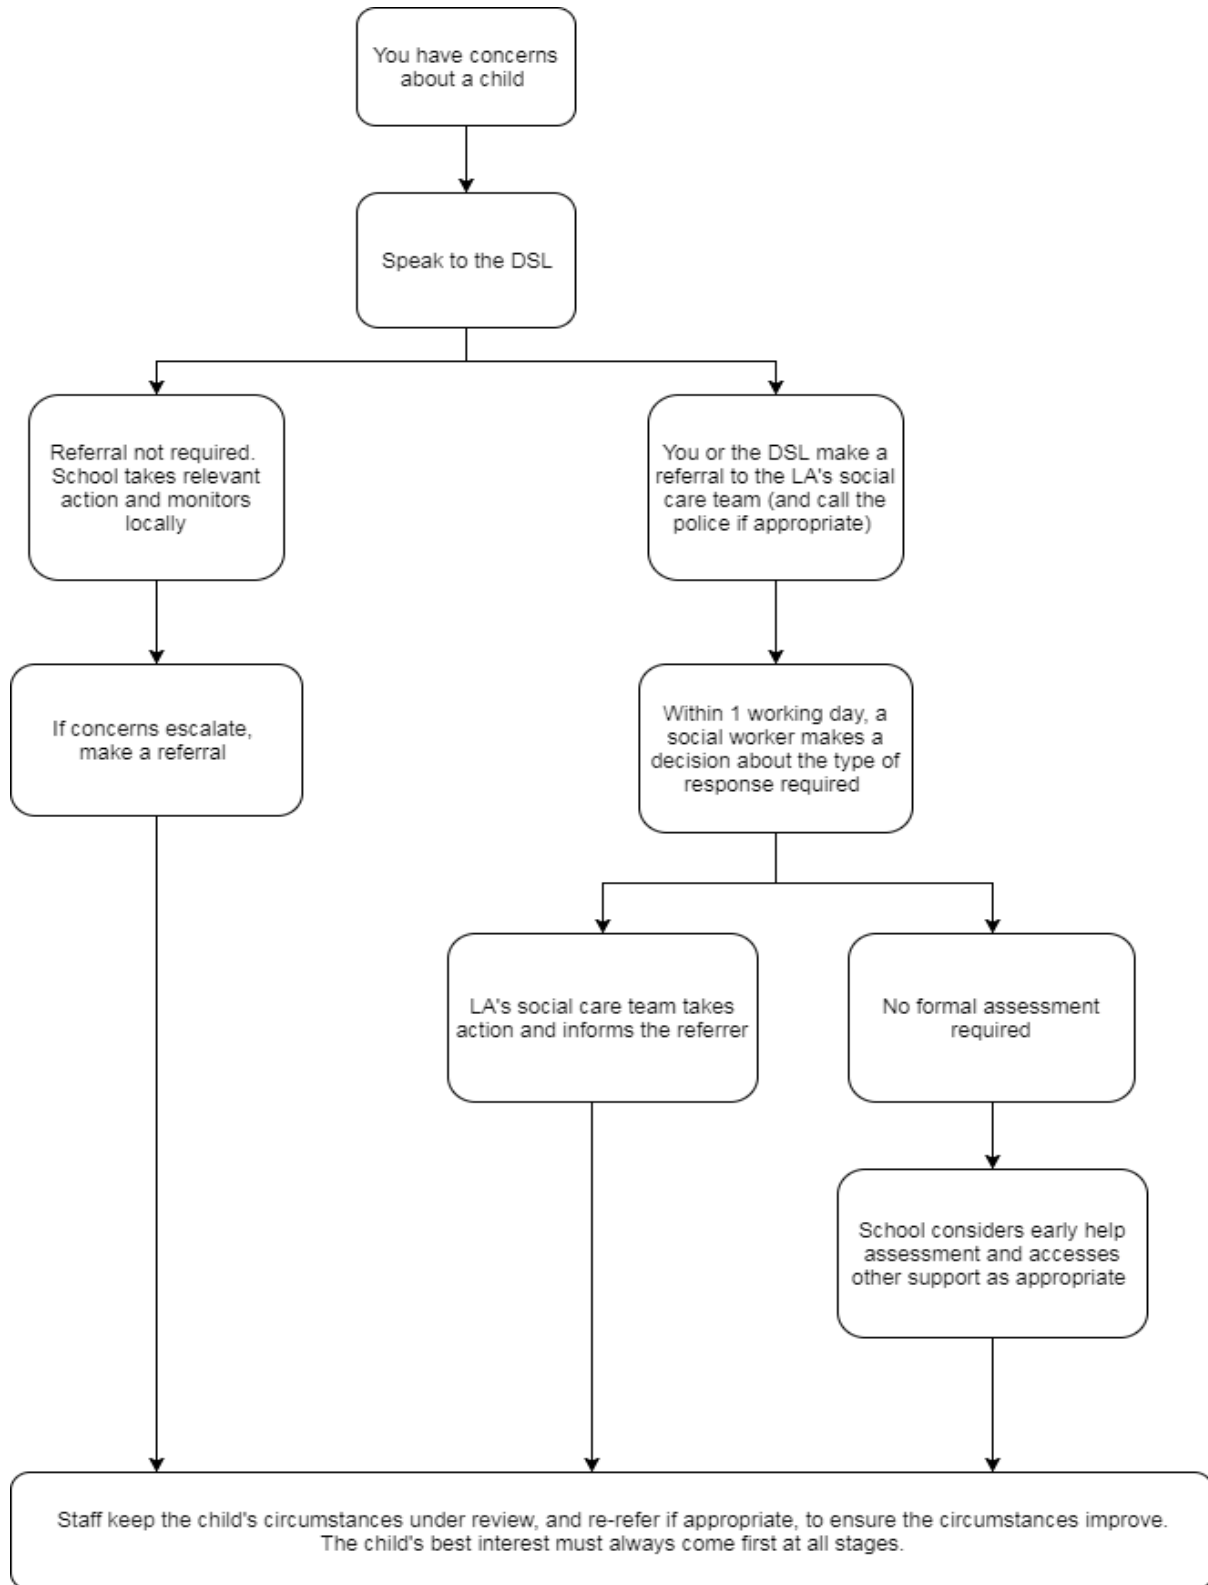 You have concerns
about a child
Speak to the DSL
Referral not required.
School takes relevant
action and monitors
locally
You or the DSL make a
referral to the LA's social
care team (and call the
police if appropriate)
If concerns escalate,
make a referral
Within 1 working day, a
social worker makes a
decision about the type of
response required
LA's social care team takes
action and informs the referrer
No formal assessment
required
School considers early help
assessment and accesses
other support as appropriate
Staff keep the child's circumstances under review, and re-refer if appropriate, to ensure the circumstances improve.
The child's best interest must always come first at all stages.